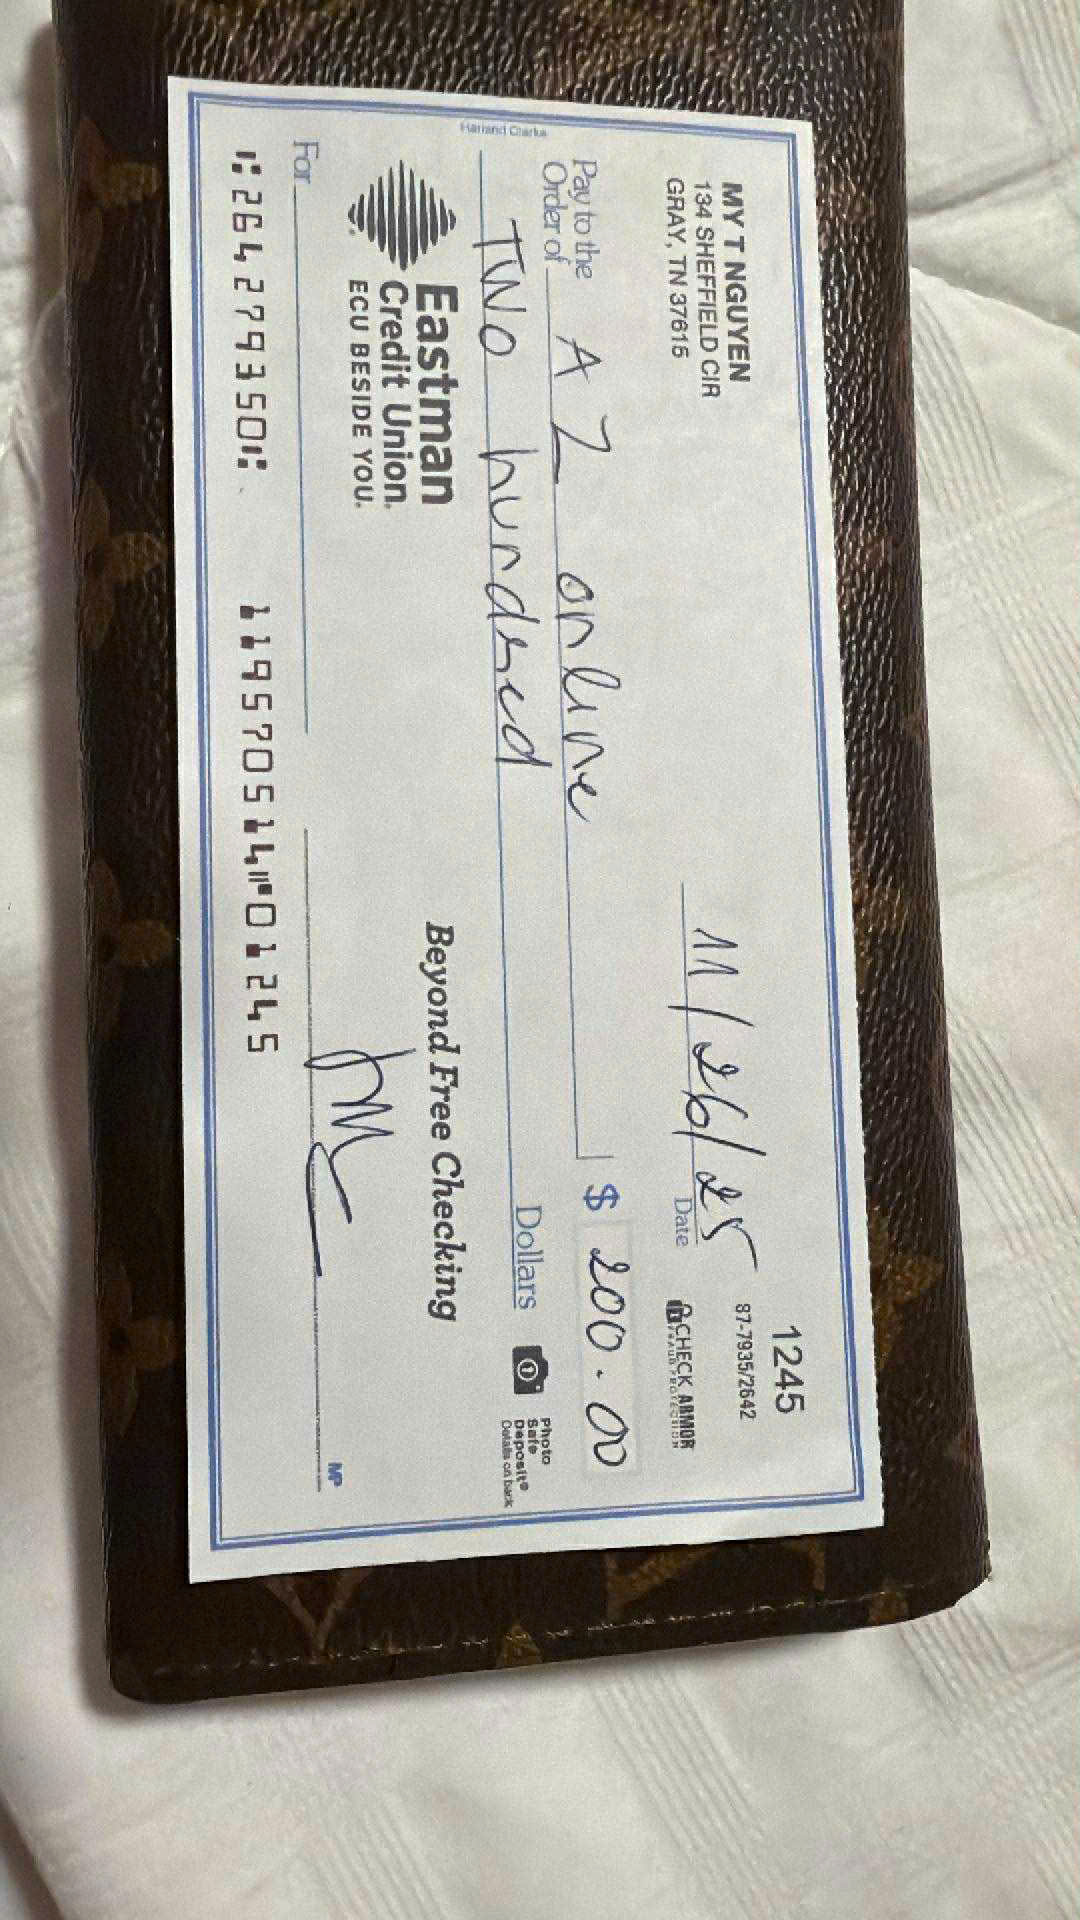 MY T NGUYEN
134 SHEFFIELD CIR
GRAY, TN 37615
1245
87-7935/2642
11/26/25
Date
CHECK ARMOR
FRAUD PROTECTION
Pay to the
Order of
A Z online
$ 200.00
Two hundred
Dollars
Photo
Safe
Deposit®
Details on back
Harland Clarke
Eastman
Credit Union.
ECU BESIDE YOU.
Beyond Free Checking
For
MP
⑆264279350⑆ 119570514⑈01245